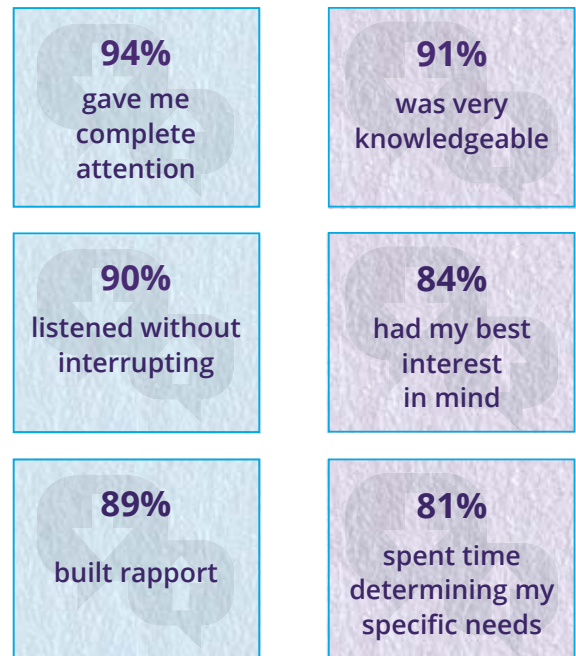 94%
gave me
complete
attention
91%
was very
knowledgeable
90%
listened without
interrupting
84%
had my best
interest
in mind
89%
built rapport
81%
spent time
determining my
specific needs